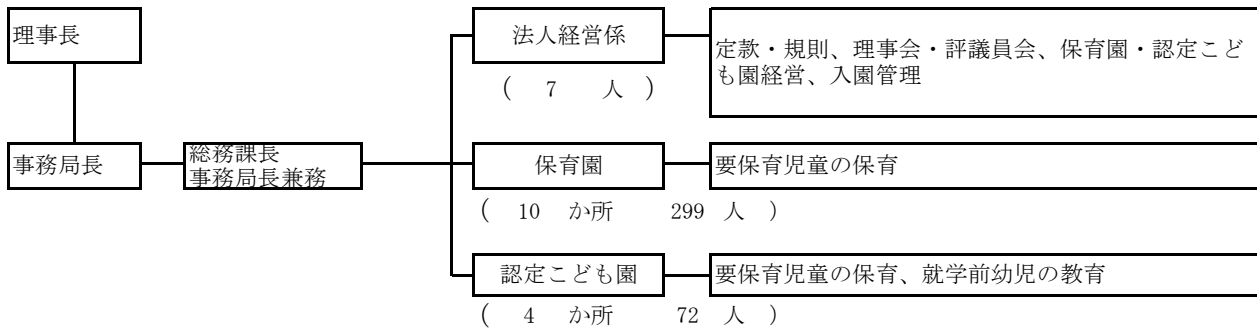 理事長
法人経営係
定款・規則、理事会・評議員会、保育園・認定こど
も園経営、入園管理
( 7 人 )
事務局長
総務課長
事務局長兼務
保育園
要保育児童の保育
( 10 か所 299 人 )
認定こども園
要保育児童の保育、就学前幼児の教育
( 4 か所 72 人 )